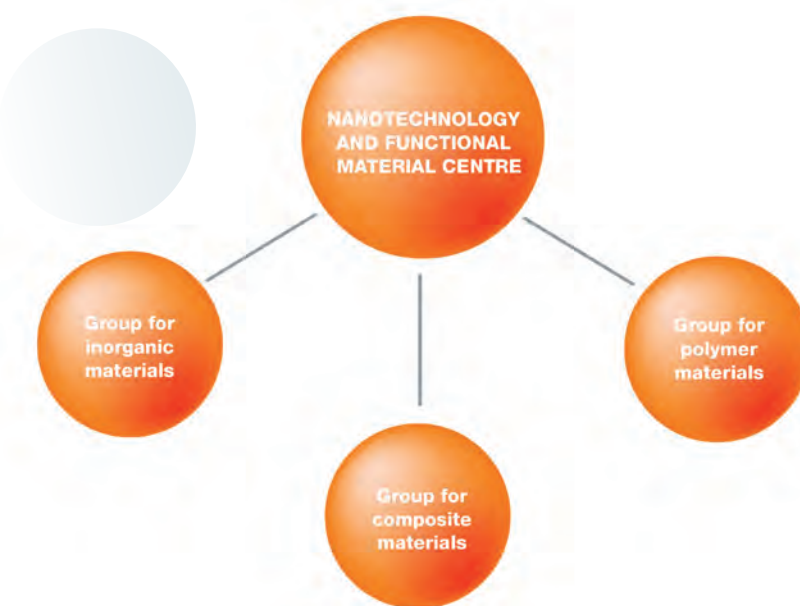 NANOTECHNOLOGY
AND FUNCTIONAL
MATERIAL CENTRE
Group for
inorganic
materials
Group for
polymer
materials
Group for
composite
materials